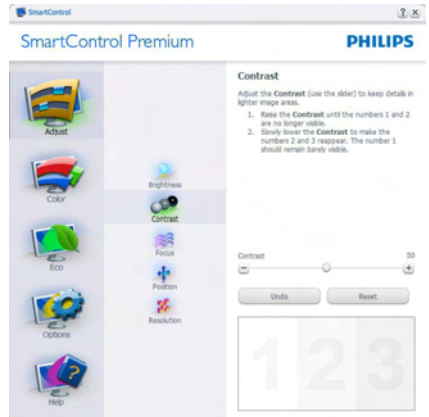 SmartControl
SmartControl Premium
PHILIPS
Adjust
Color
Eco
Options
Help
Brightness
Contrast
Focus
Position
Resolution
Contrast
Adjust the Contrast (use the slider) to keep details in
lighter image areas.
1. Raise the Contrast until the numbers 1 and 2
are no longer visible.
2. Slowly lower the Contrast to make the
numbers 2 and 3 reappear. The number 1
should remain barely visible.
Contrast 50
Undo Reset
1 2 3